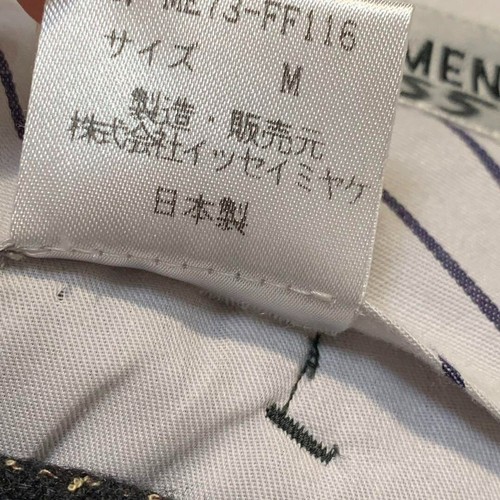 ME73-FF116
サイズ M
製造・販売元
株式会社イッセイミヤケ
日本製
MEN